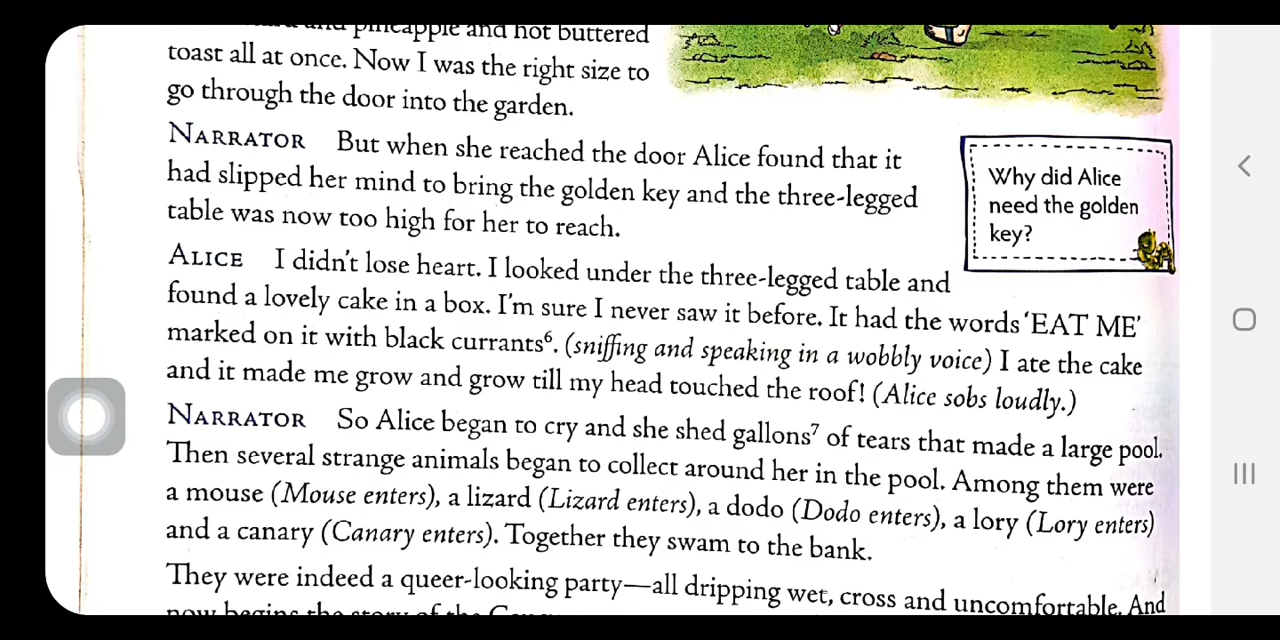 and pineapple and hot buttered
toast all at once. Now I was the right size to
go through the door into the garden.
NARRATOR But when she reached the door Alice found that it
had slipped her mind to bring the golden key and the three-legged
table was now too high for her to reach.
Why did Alice
need the golden
key?
ALICE I didn't lose heart. I looked under the three-legged table and
found a lovely cake in a box. I'm sure I never saw it before. It had the words 'EAT ME'
marked on it with black currants⁶. (sniffing and speaking in a wobbly voice) I ate the cake
and it made me grow and grow till my head touched the roof! (Alice sobs loudly.)
NARRATOR So Alice began to cry and she shed gallons⁷ of tears that made a large pool.
Then several strange animals began to collect around her in the pool. Among them were
a mouse (Mouse enters), a lizard (Lizard enters), a dodo (Dodo enters), a lory (Lory enters)
and a canary (Canary enters). Together they swam to the bank.
They were indeed a queer-looking party—all dripping wet, cross and uncomfortable. And
now begins the story of the